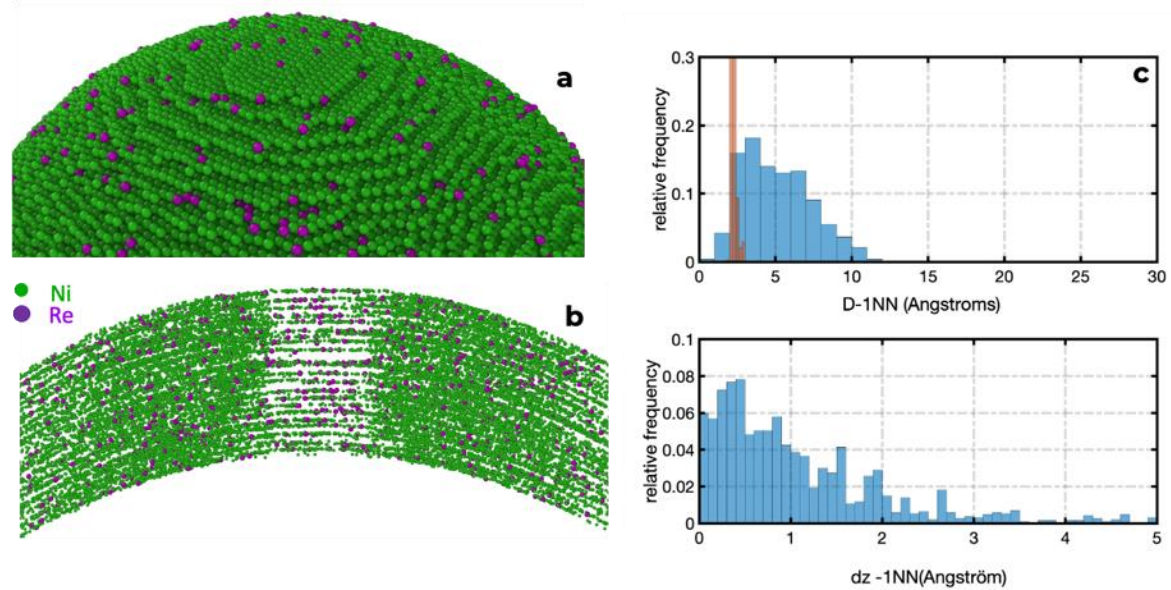 a
Ni
Re
b
c
0.3
0.2
0.1
0
relative frequency
0 5 10 15 20 25 30
D-1NN (Angstroms)
0.1
0.08
0.06
0.04
0.02
0
relative frequency
0 1 2 3 4 5
dz -1NN(Angström)